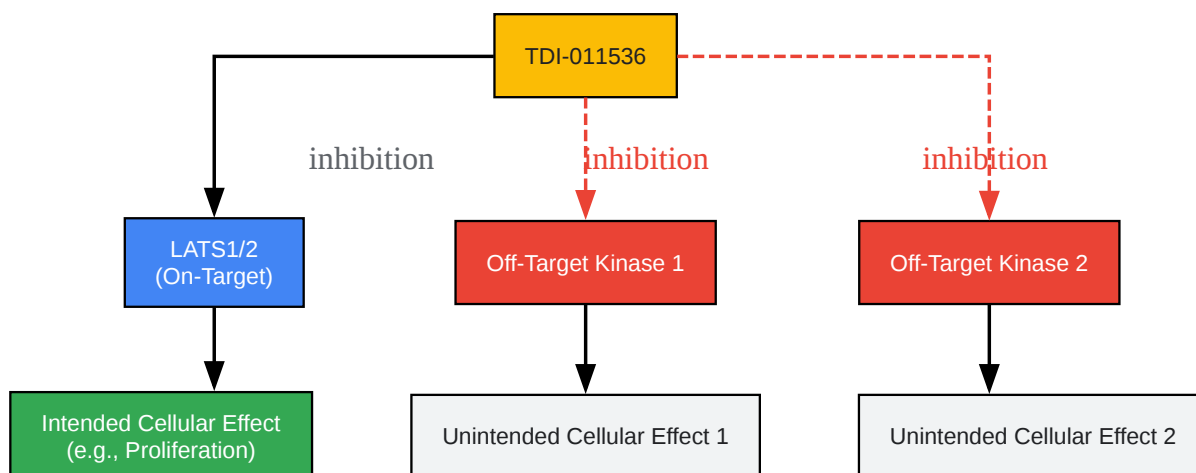 TDI-011536
inhibition
inhibition
inhibition
LATS1/2
(On-Target)
Off-Target Kinase 1
Off-Target Kinase 2
Intended Cellular Effect
(e.g., Proliferation)
Unintended Cellular Effect 1
Unintended Cellular Effect 2